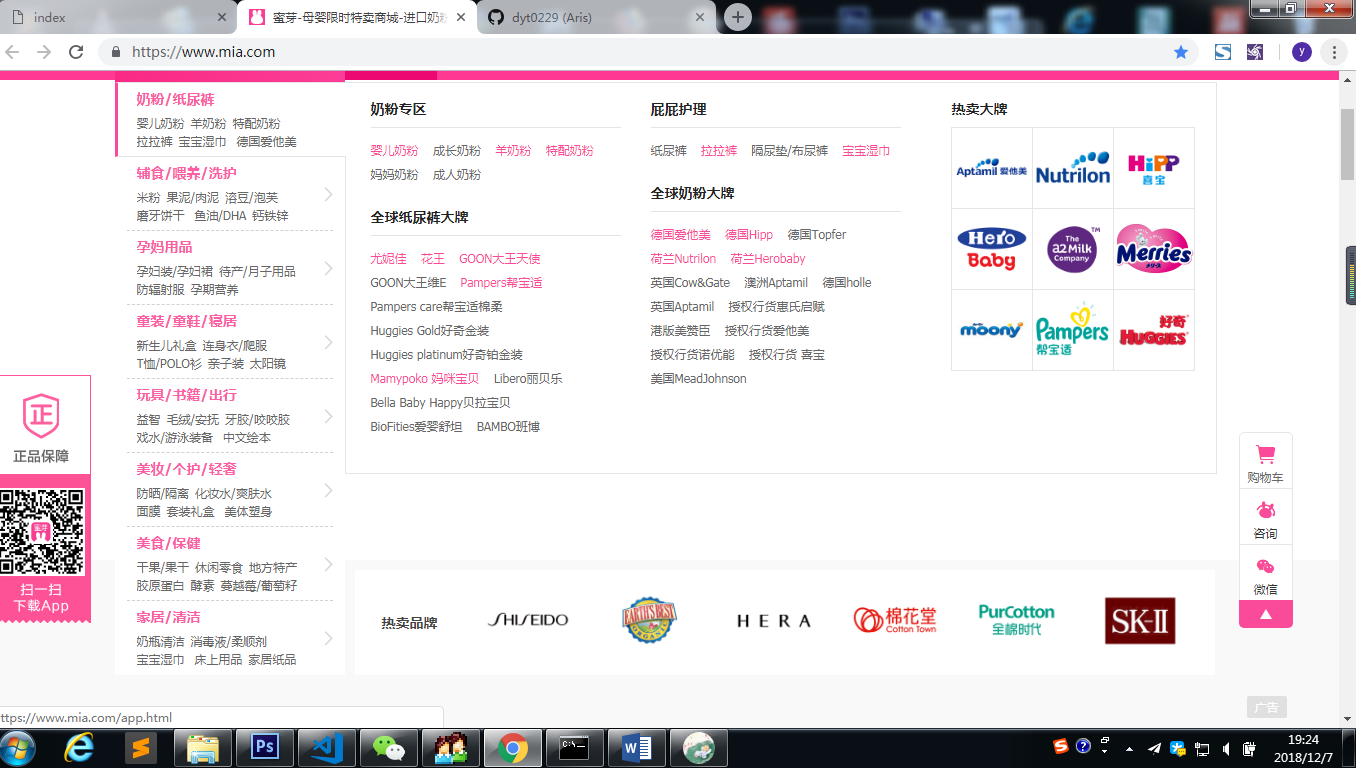 index
蜜芽-母婴限时特卖商城-进口奶粉
dyt0229 (Aris)
https://www.mia.com
y
奶粉/纸尿裤
婴儿奶粉 羊奶粉 特配奶粉
拉拉裤 宝宝湿巾 德国爱他美
辅食/喂养/洗护
米粉 果泥/肉泥 溶豆/泡芙
磨牙饼干 鱼油/DHA 钙铁锌
孕妈用品
孕妇装/孕妇裙 待产/月子用品
防辐射服 孕期营养
童装/童鞋/寝居
新生儿礼盒 连身衣/爬服
T恤/POLO衫 亲子装 太阳镜
玩具/书籍/出行
益智 毛绒/安抚 牙胶/咬咬胶
戏水/游泳装备 中文绘本
美妆/个护/轻奢
防晒/隔离 化妆水/爽肤水
面膜 套装礼盒 美体塑身
美食/保健
干果/果干 休闲零食 地方特产
胶原蛋白 酵素 蔓越莓/葡萄籽
家居/清洁
奶瓶清洁 消毒液/柔顺剂
宝宝湿巾 床上用品 家居纸品
奶粉专区
婴儿奶粉 成长奶粉 羊奶粉 特配奶粉
妈妈奶粉 成人奶粉
全球纸尿裤大牌
尤妮佳 花王 GOON大王天使
GOON大王维E Pampers帮宝适
Pampers care帮宝适棉柔
Huggies Gold好奇金装
Huggies platinum好奇铂金装
Mamypoko 妈咪宝贝 Libero丽贝乐
Bella Baby Happy贝拉宝贝
BioFities爱婴舒坦 BAMBO班博
屁屁护理
纸尿裤 拉拉裤 隔尿垫/布尿裤 宝宝湿巾
全球奶粉大牌
德国爱他美 德国Hipp 德国Topfer
荷兰Nutrilon 荷兰Herobaby
英国Cow&Gate 澳洲Aptamil 德国holle
英国Aptamil 授权行货惠氏启赋
港版美赞臣 授权行货爱他美
授权行货诺优能 授权行货 喜宝
美国MeadJohnson
热卖大牌
Aptamil 爱他美
Nutrilon
HiPP
喜宝
Hero
Baby
The
a2 Milk
Company
TM
Merries
メリーズ
moony
Pampers
帮宝适
好奇
HUGGIES
正
正品保障
蜜芽
扫一扫
下载App
购物车
咨询
微信
热卖品牌
SHISEIDO
EARTH'S BEST
ORGANIC
HERA
棉花堂
Cotton Town
PurCotton
全棉时代
SK-II
广告
ttps://www.mia.com/app.html
Ps
C:\
W
S
19:24
2018/12/7